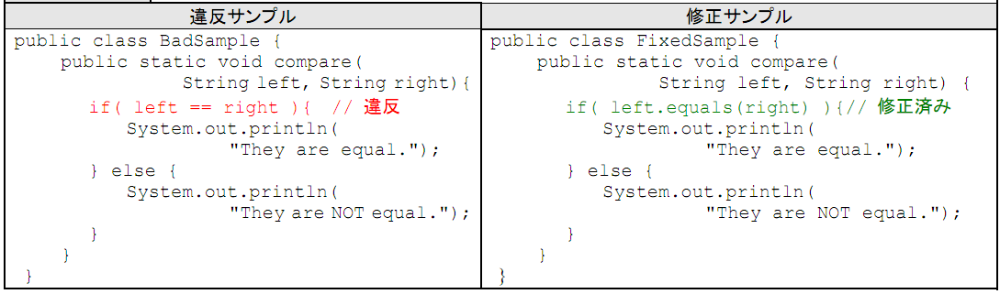 違反サンプル
public class BadSample {
public static void compare(
String left, String right){
if( left == right ){ // 違反
System.out.println(
"They are equal.");
} else {
System.out.println(
"They are NOT equal.");
}
}
}
修正サンプル
public class FixedSample {
public static void compare(
String left, String right) {
if( left.equals(right) ){// 修正済み
System.out.println(
"They are equal.");
} else {
System.out.println(
"They are NOT equal.");
}
}
}